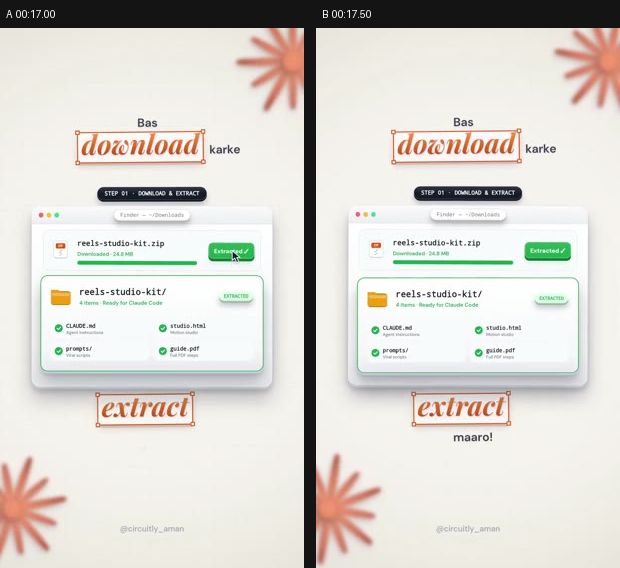 A 00:17.00
Bas
download karke
STEP 01 · DOWNLOAD & EXTRACT
Finder — ~/Downloads
reels-studio-kit.zip
Downloaded · 24.8 MB
Extracted ✓
reels-studio-kit/
4 items · Ready for Claude Code
EXTRACTED
CLAUDE.md
Agent instructions
studio.html
Motion studio
prompts/
Viral scripts
guide.pdf
Full PDF steps
extract
@circuitly_aman
B 00:17.50
Bas
download karke
STEP 01 · DOWNLOAD & EXTRACT
Finder — ~/Downloads
reels-studio-kit.zip
Downloaded · 24.8 MB
Extracted ✓
reels-studio-kit/
4 items · Ready for Claude Code
EXTRACTED
CLAUDE.md
Agent instructions
studio.html
Motion studio
prompts/
Viral scripts
guide.pdf
Full PDF steps
extract
maaro!
@circuitly_aman